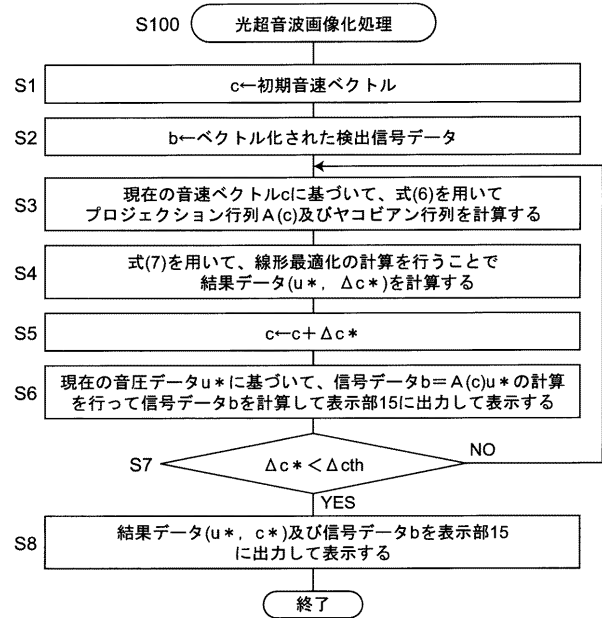 S100 光超音波画像化処理
S1 c←初期音速ベクトル
S2 b←ベクトル化された検出信号データ
S3 現在の音速ベクトルcに基づいて、式(6)を用いて
プロジェクション行列A(c)及びヤコビアン行列を計算する
S4 式(7)を用いて、線形最適化の計算を行うことで
結果データ(u*, Δc*)を計算する
S5 c←c+Δc*
S6 現在の音圧データu*に基づいて、信号データb=A(c)u*の計算
を行って信号データbを計算して表示部15に出力して表示する
S7 Δc*<Δcth NO
YES
S8 結果データ(u*, c*)及び信号データbを表示部15
に出力して表示する
終了